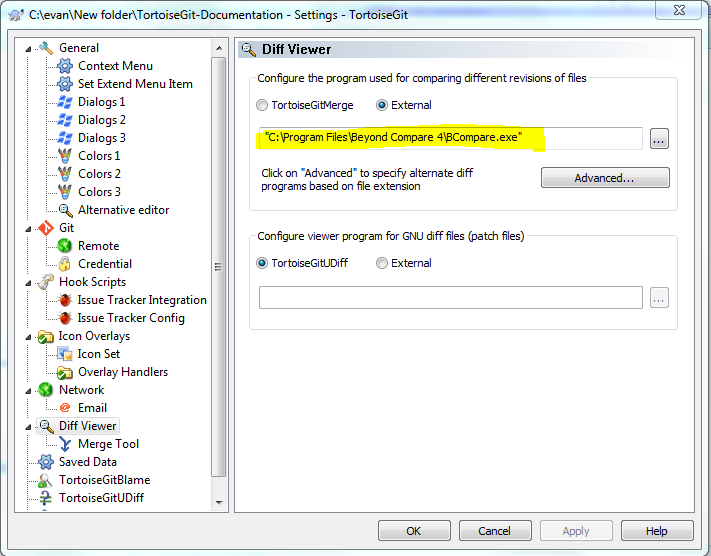 C:\evan\New folder\TortoiseGit-Documentation - Settings - TortoiseGit
General
Context Menu
Set Extend Menu Item
Dialogs 1
Dialogs 2
Dialogs 3
Colors 1
Colors 2
Colors 3
Alternative editor
Git
Remote
Credential
Hook Scripts
Issue Tracker Integration
Issue Tracker Config
Icon Overlays
Icon Set
Overlay Handlers
Network
Email
Diff Viewer
Merge Tool
Saved Data
TortoiseGitBlame
TortoiseGitUDiff
Diff Viewer
Configure the program used for comparing different revisions of files
TortoiseGitMerge External
"C:\Program Files\Beyond Compare 4\BCompare.exe" ...
Click on "Advanced" to specify alternate diff
programs based on file extension
Advanced...
Configure viewer program for GNU diff files (patch files)
TortoiseGitUDiff External
...
OK Cancel Apply Help